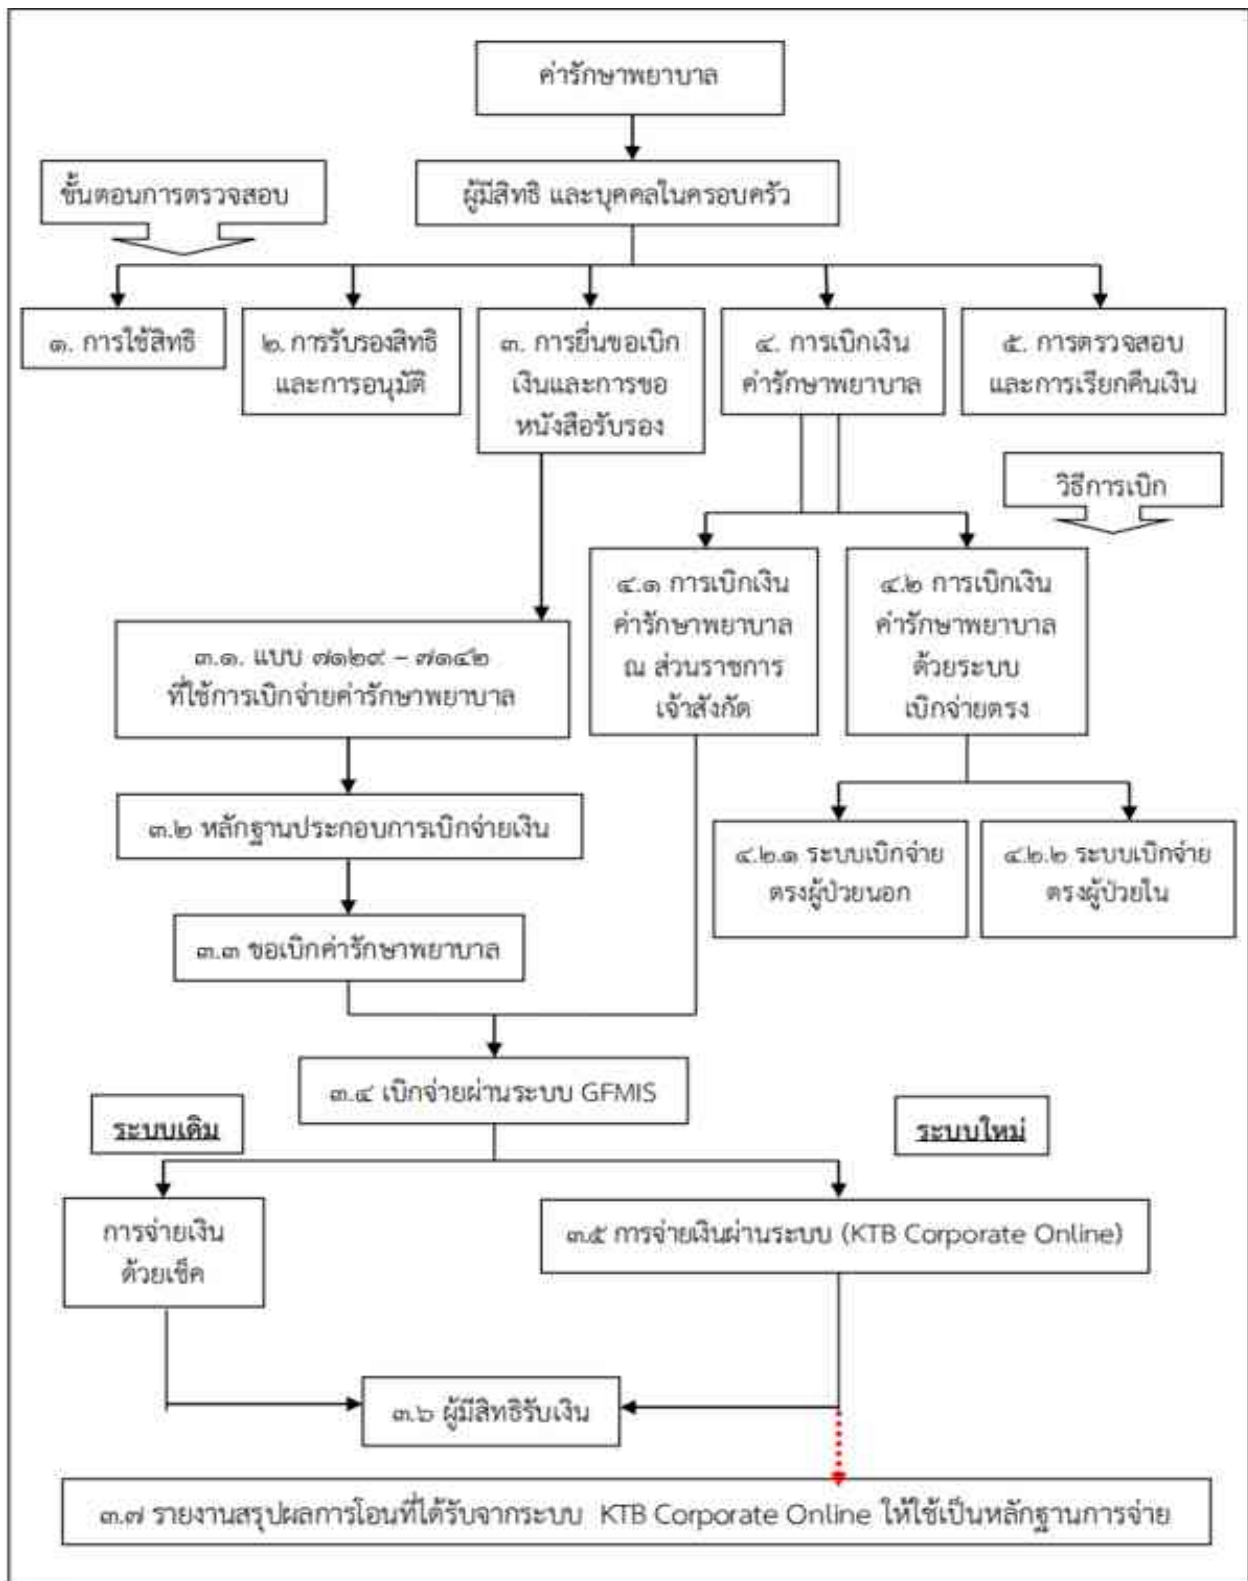 ค่ารักษาพยาบาล
ขั้นตอนการตรวจสอบ
ผู้มีสิทธิ และบุคคลในครอบครัว
๑. การใช้สิทธิ
๒. การรับรองสิทธิ
และการอนุมัติ
๓. การยื่นขอเบิก
เงินและการขอ
หนังสือรับรอง
๔. การเบิกเงิน
ค่ารักษาพยาบาล
๕. การตรวจสอบ
และการเรียกคืนเงิน
วิธีการเบิก
๔.๑ การเบิกเงิน
ค่ารักษาพยาบาล
ณ ส่วนราชการ
เจ้าสังกัด
๔.๒ การเบิกเงิน
ค่ารักษาพยาบาล
ด้วยระบบ
เบิกจ่ายตรง
๓.๑. แบบ ๗๑๒๙ – ๗๑๔๒
ที่ใช้การเบิกจ่ายค่ารักษาพยาบาล
๓.๒ หลักฐานประกอบการเบิกจ่ายเงิน
๔.๒.๑ ระบบเบิกจ่าย
ตรงผู้ป่วยนอก
๔.๒.๒ ระบบเบิกจ่าย
ตรงผู้ป่วยใน
๓.๓ ขอเบิกค่ารักษาพยาบาล
๓.๔ เบิกจ่ายผ่านระบบ GFMIS
ระบบเดิม
ระบบใหม่
การจ่ายเงิน
ด้วยเช็ค
๓.๕ การจ่ายเงินผ่านระบบ (KTB Corporate Online)
๓.๖ ผู้มีสิทธิรับเงิน
๓.๗ รายงานสรุปผลการโอนที่ได้รับจากระบบ KTB Corporate Online ให้ใช้เป็นหลักฐานการจ่าย